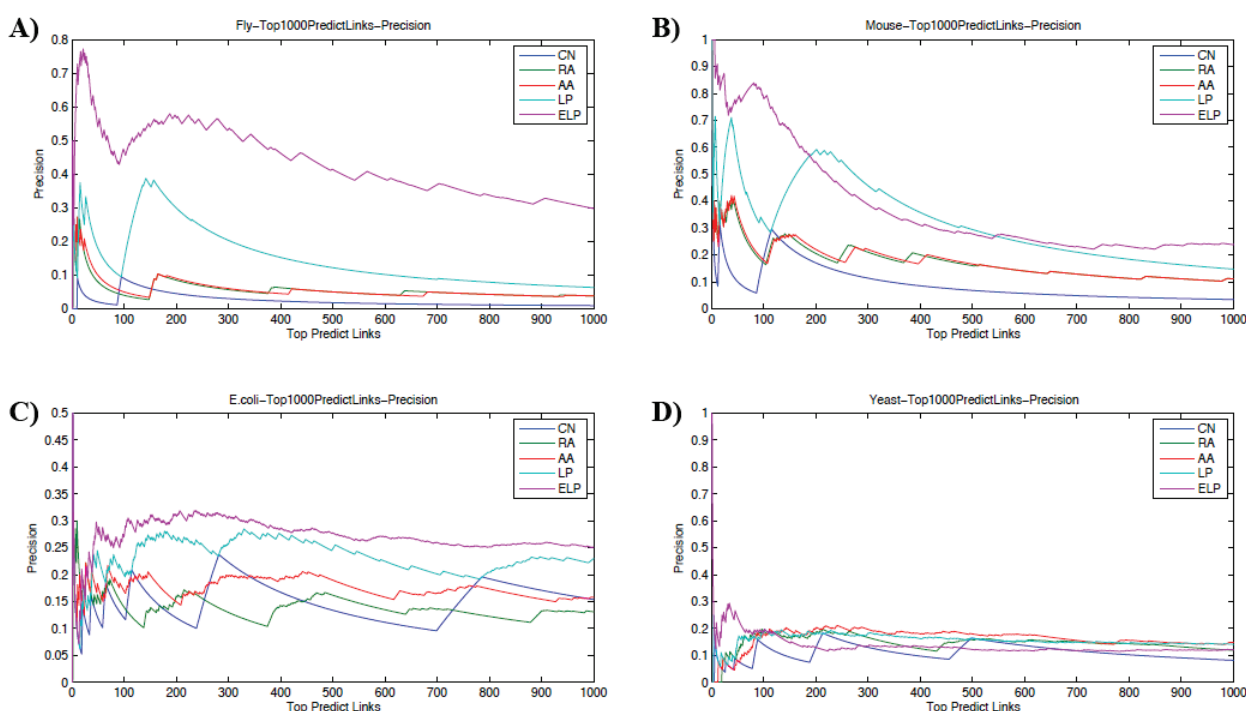 A)
Fly-Top1000PredictLinks-Precision
0.8
0.7
0.6
0.5
0.4
0.3
0.2
0.1
0
Precision
0 100 200 300 400 500 600 700 800 900 1000
Top Predict Links
CN
RA
AA
LP
ELP
B)
Mouse-Top1000PredictLinks-Precision
1
0.9
0.8
0.7
0.6
0.5
0.4
0.3
0.2
0.1
0
Precision
0 100 200 300 400 500 600 700 800 900 1000
Top Predict Links
CN
RA
AA
LP
ELP
C)
E.coli-Top1000PredictLinks-Precision
0.5
0.45
0.4
0.35
0.3
0.25
0.2
0.15
0.1
0.05
0
Precision
0 100 200 300 400 500 600 700 800 900 1000
Top Predict Links
CN
RA
AA
LP
ELP
D)
Yeast-Top1000PredictLinks-Precision
1
0.9
0.8
0.7
0.6
0.5
0.4
0.3
0.2
0.1
0
Precision
0 100 200 300 400 500 600 700 800 900 1000
Top Predict Links
CN
RA
AA
LP
ELP